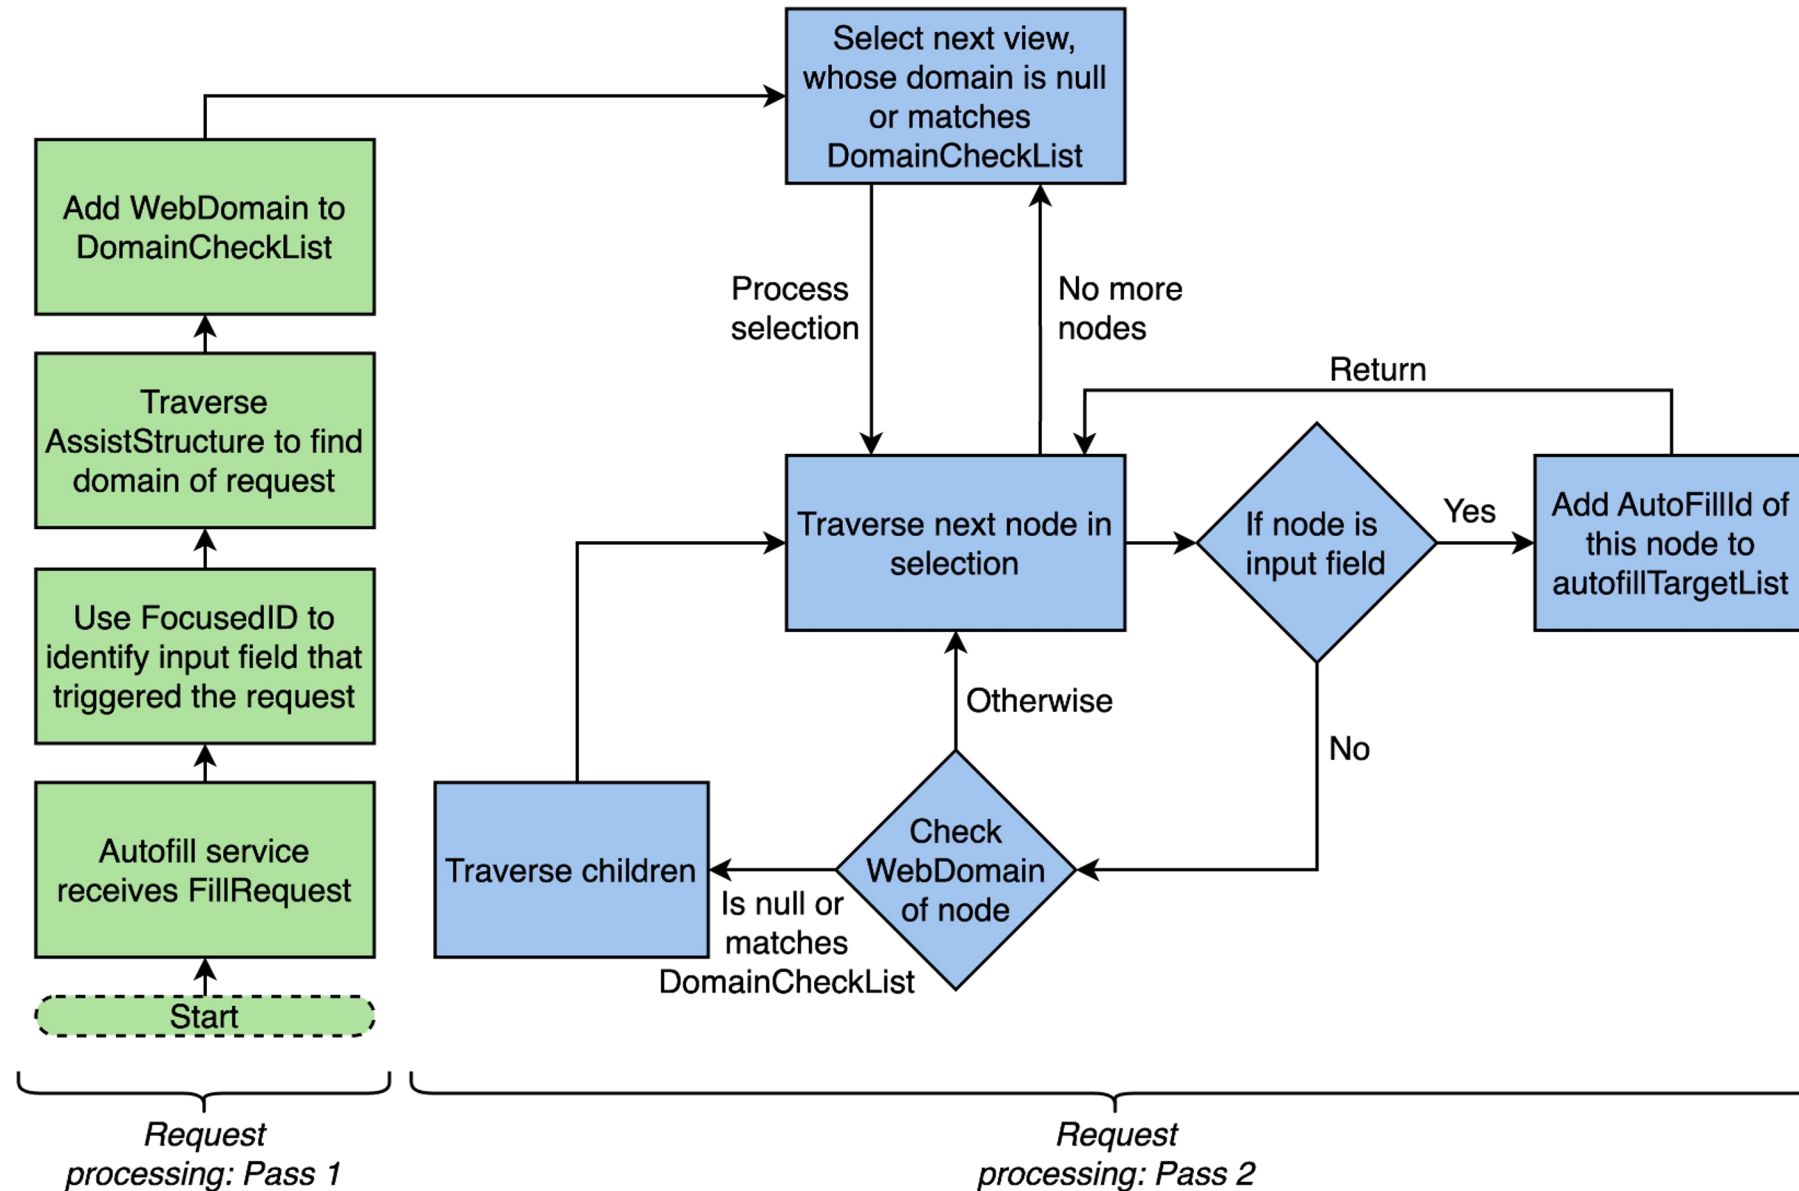 Select next view,
whose domain is null
or matches
DomainCheckList
Add WebDomain to
DomainCheckList
Process
selection
No more
nodes
Return
Traverse
AssistStructure to find
domain of request
Traverse next node in
selection
If node is
input field
Yes
Add AutoFillId of
this node to
autofillTargetList
Use FocusedID to
identify input field that
triggered the request
Otherwise
No
Autofill service
receives FillRequest
Traverse children
Check
WebDomain
of node
Is null or
matches
DomainCheckList
Start
Request
processing: Pass 1
Request
processing: Pass 2